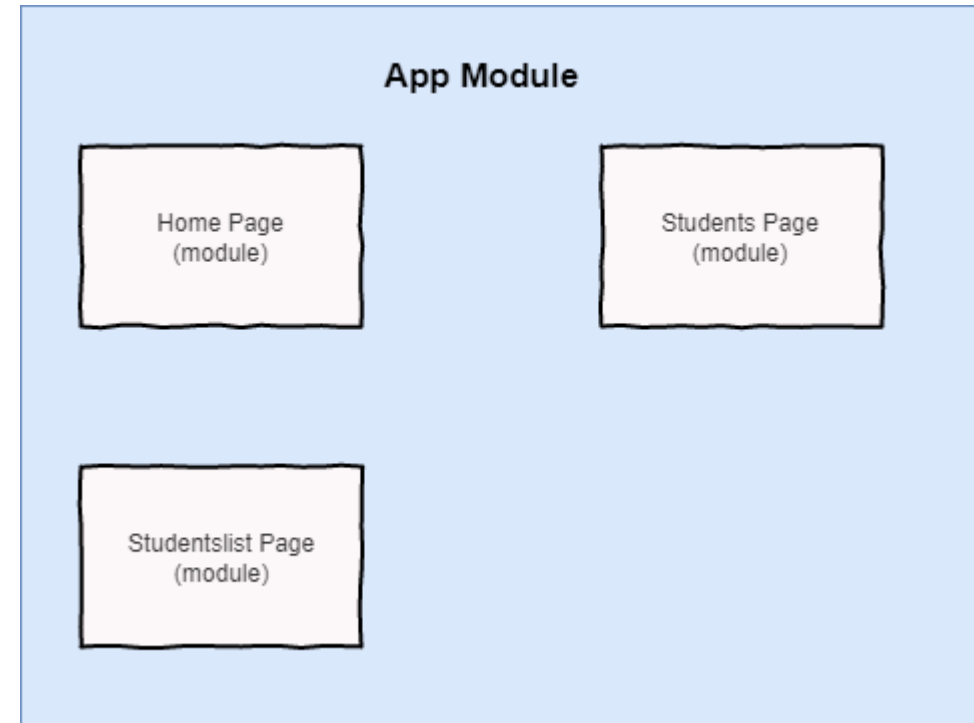 App Module
Home Page
(module)
Students Page
(module)
Studentslist Page
(module)